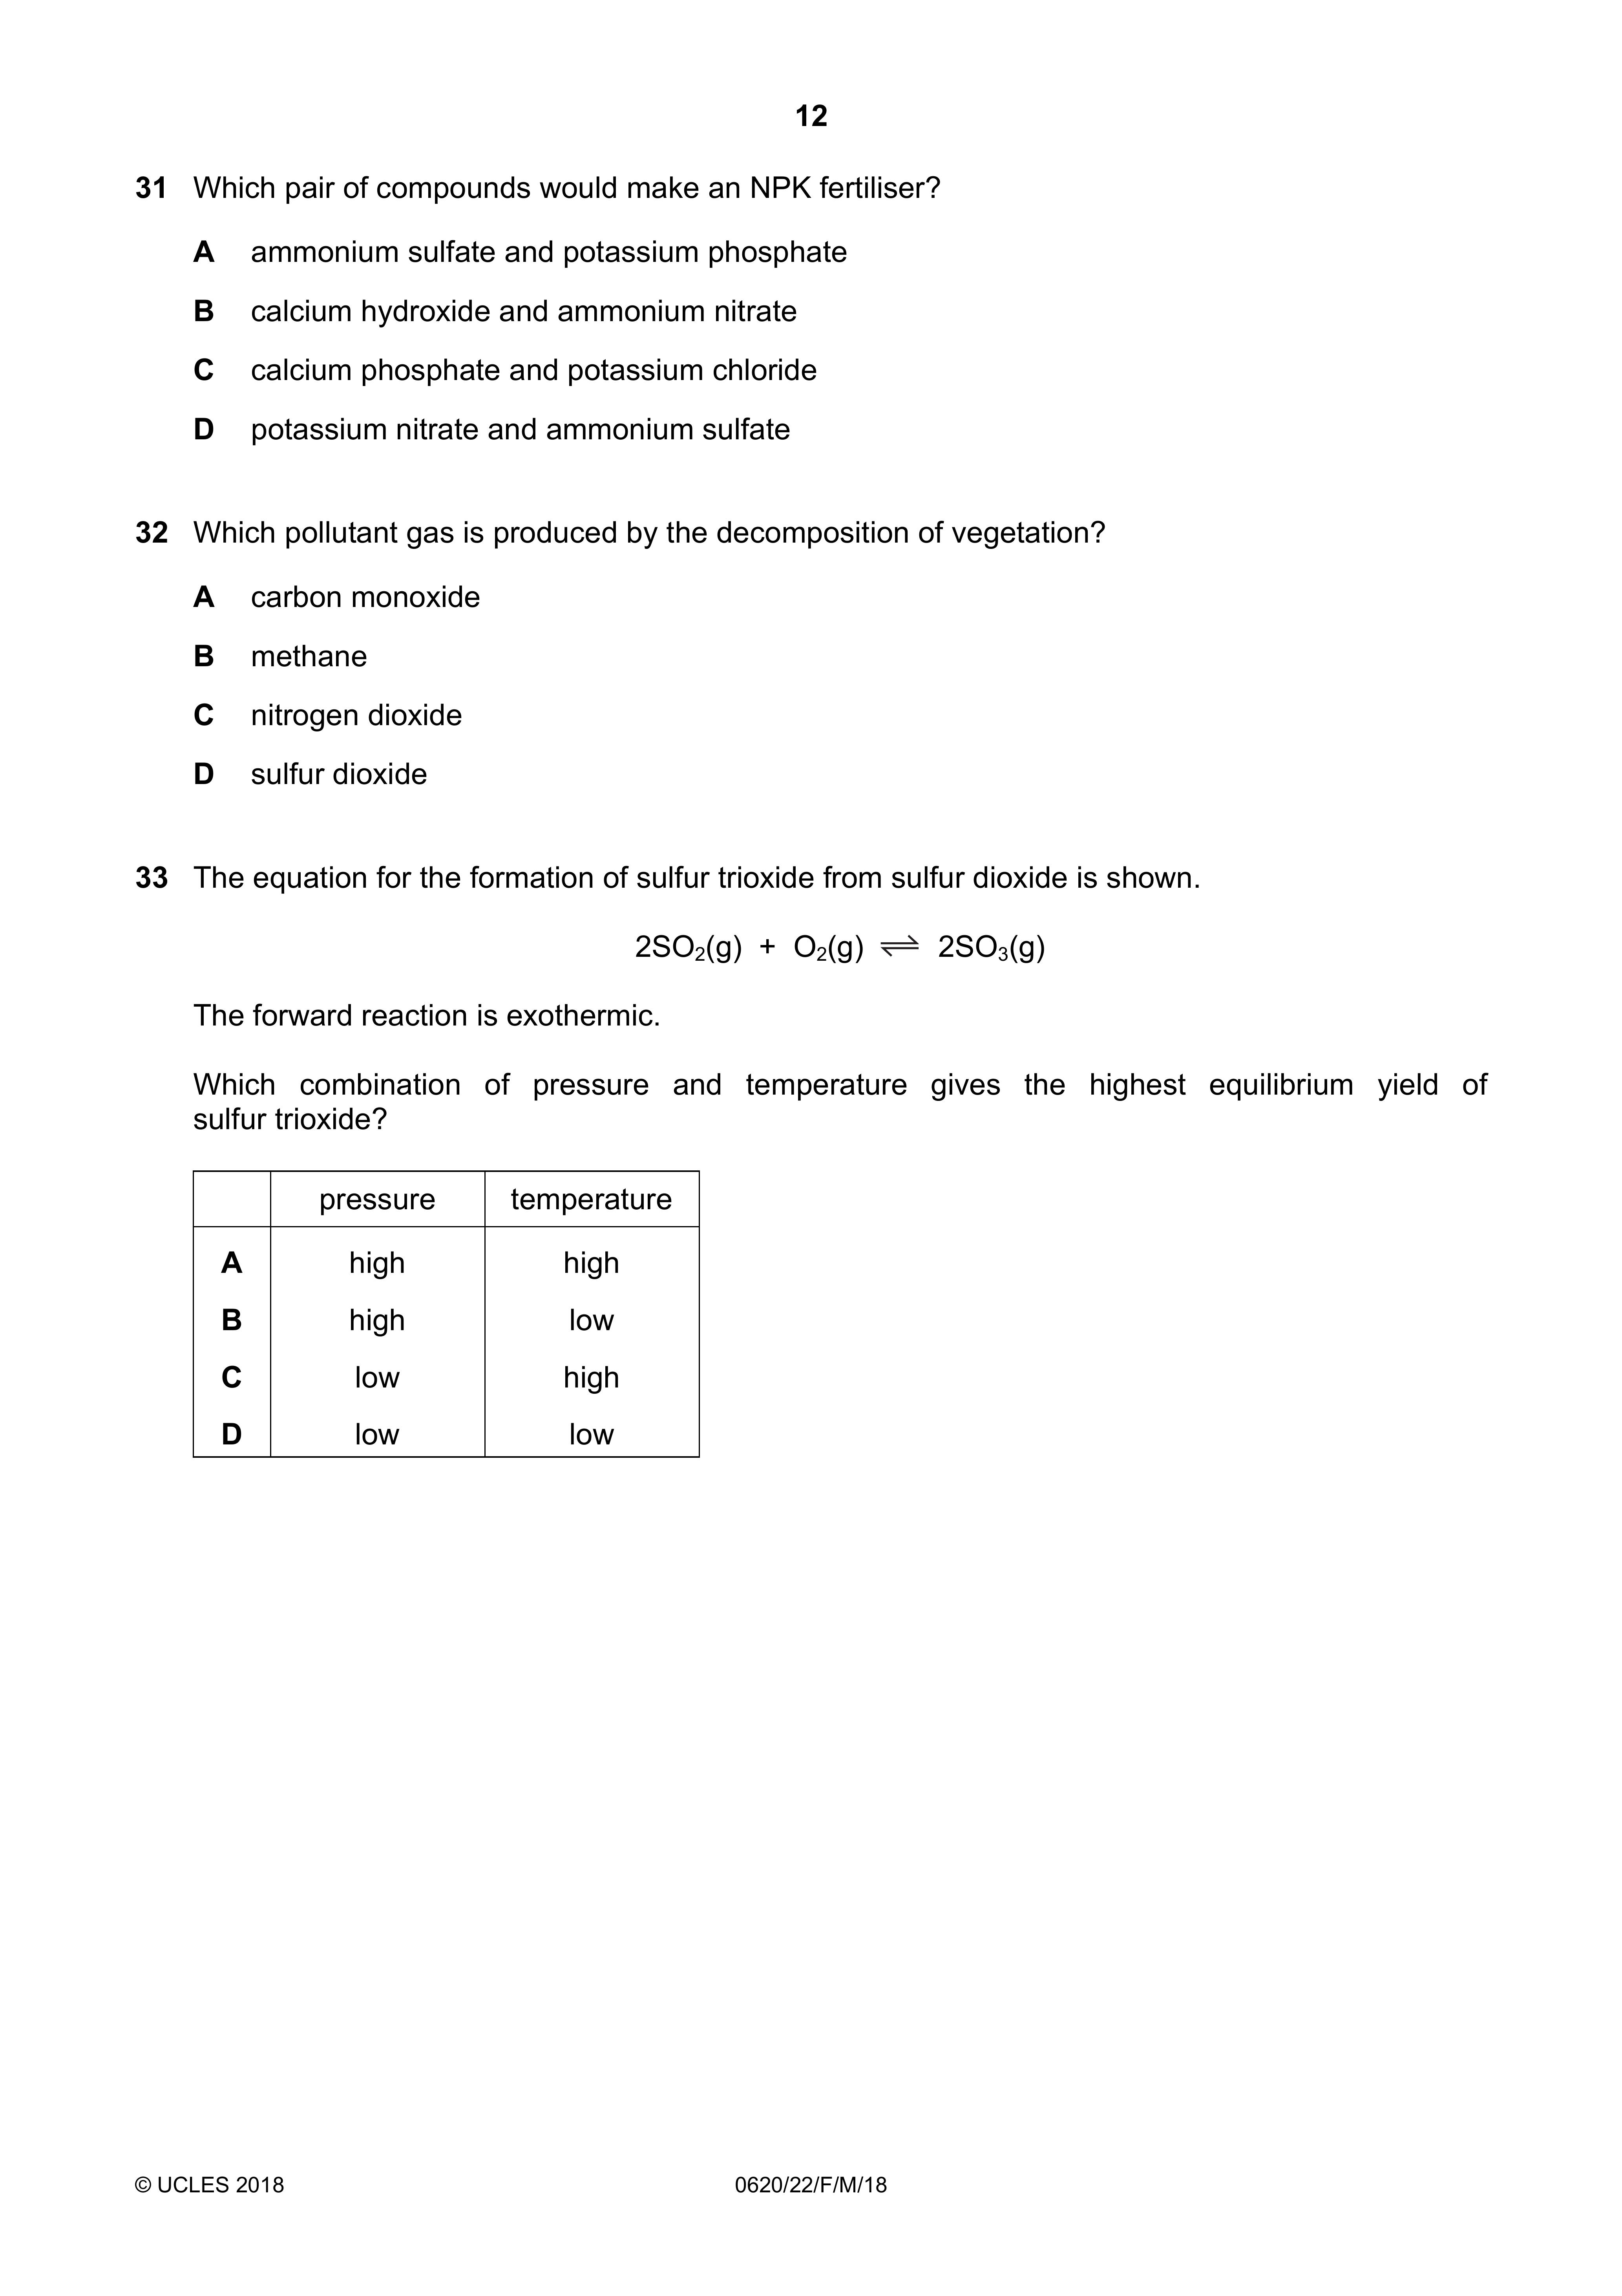 12
31 Which pair of compounds would make an NPK fertiliser?
A ammonium sulfate and potassium phosphate
B calcium hydroxide and ammonium nitrate
C calcium phosphate and potassium chloride
D potassium nitrate and ammonium sulfate
32 Which pollutant gas is produced by the decomposition of vegetation?
A carbon monoxide
B methane
C nitrogen dioxide
D sulfur dioxide
33 The equation for the formation of sulfur trioxide from sulfur dioxide is shown.
2SO₂(g) + O₂(g) ⇌ 2SO₃(g)
The forward reaction is exothermic.
Which combination of pressure and temperature gives the highest equilibrium yield of
sulfur trioxide?
pressure temperature
A high high
B high low
C low high
D low low
© UCLES 2018 0620/22/F/M/18